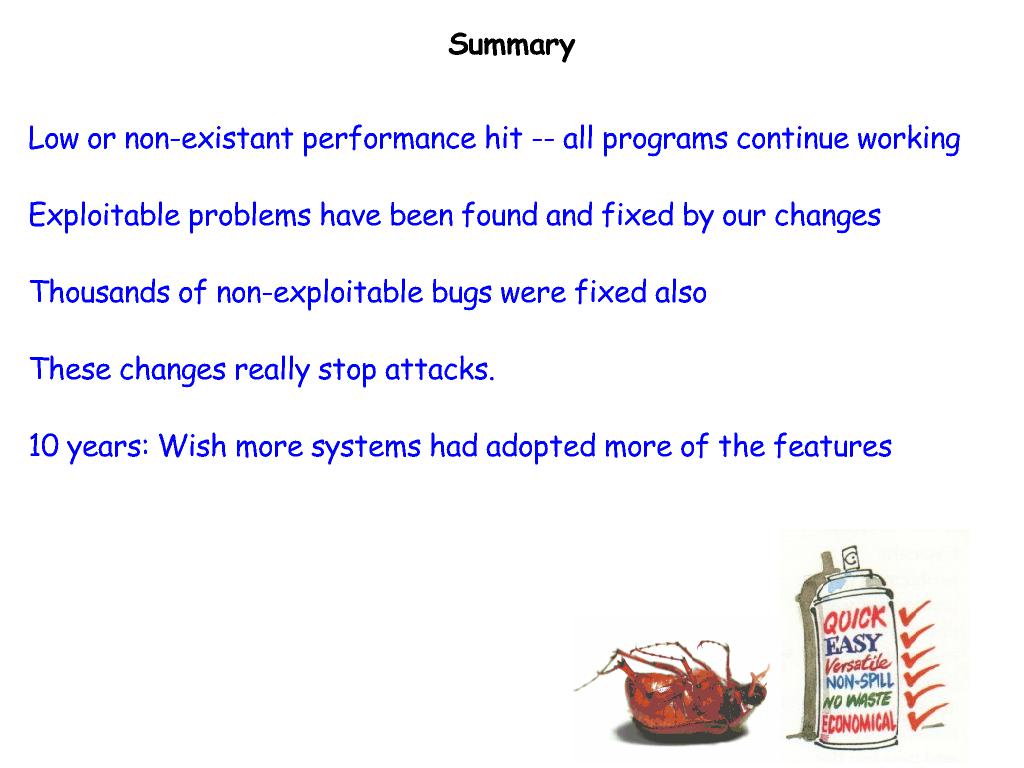 Summary
Low or non-existant performance hit -- all programs continue working
Exploitable problems have been found and fixed by our changes
Thousands of non-exploitable bugs were fixed also
These changes really stop attacks.
10 years: Wish more systems had adopted more of the features
QUICK
EASY
Versatile
NON-SPILL
NO WASTE
ECONOMICAL